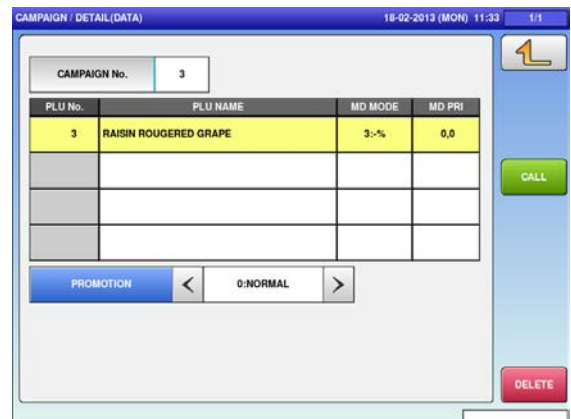 CAMPAIGN / DETAIL(DATA) 18-02-2013 (MON) 11:33 1/1
CAMPAIGN No. 3
PLU No. PLU NAME MD MODE MD PRI
3 RAISIN ROUGERED GRAPE 3:-% 0,0
CALL
PROMOTION < 0:NORMAL >
DELETE